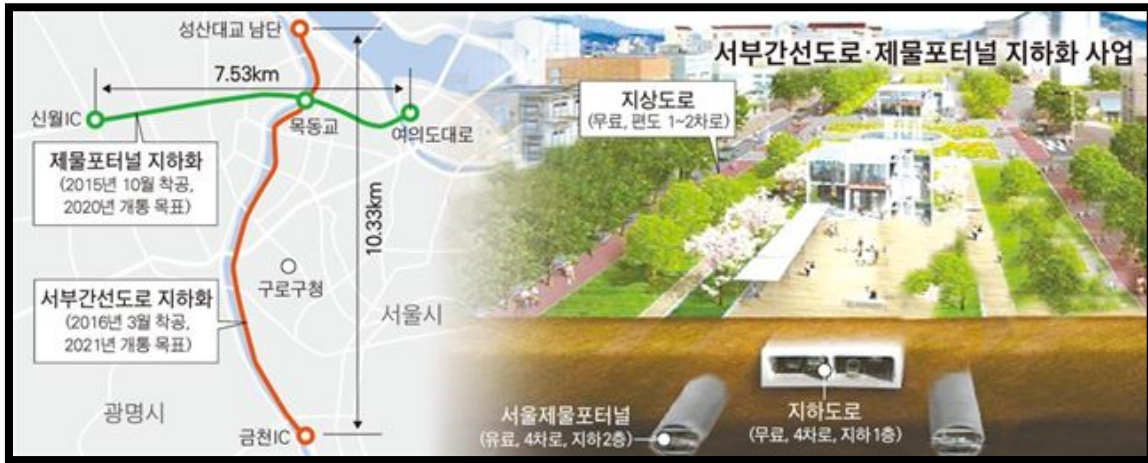 서부간선도로·제물포터널 지하화 사업
성산대교 남단
7.53km
신월IC
목동교
여의도대로
제물포터널 지하화
(2015년 10월 착공,
2020년 개통 목표)
10.33km
구로구청
서울시
서부간선도로 지하화
(2016년 3월 착공,
2021년 개통 목표)
광명시
금천IC
지상도로
(무료, 편도 1~2차로)
서울제물포터널
(유료, 4차로, 지하2층)
지하도로
(무료, 4차로, 지하1층)